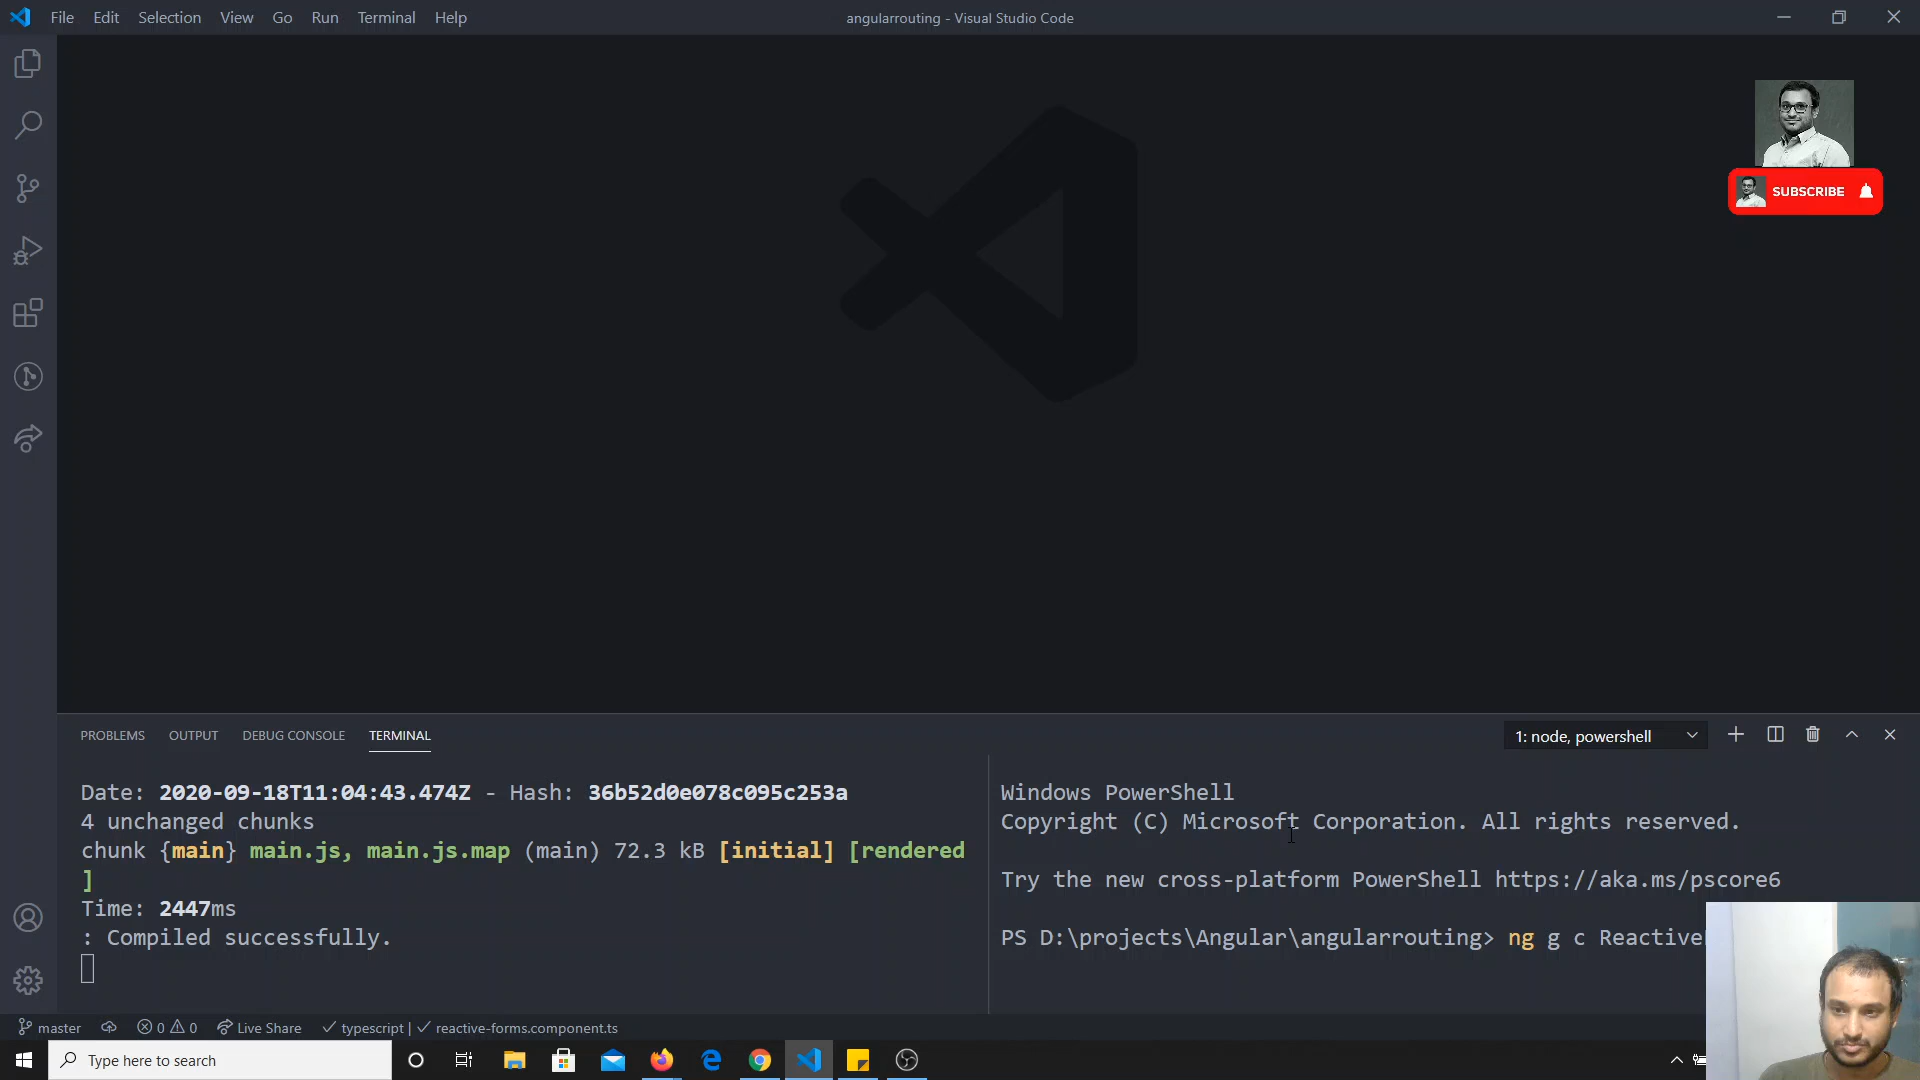 File Edit Selection View Go Run Terminal Help
angularrouting - Visual Studio Code
SUBSCRIBE
PROBLEMS OUTPUT DEBUG CONSOLE TERMINAL
1: node, powershell
Date: 2020-09-18T11:04:43.474Z - Hash: 36b52d0e078c095c253a
4 unchanged chunks
chunk {main} main.js, main.js.map (main) 72.3 kB [initial] [rendered
]
Time: 2447ms
: Compiled successfully.
Windows PowerShell
Copyright (C) Microsoft Corporation. All rights reserved.
Try the new cross-platform PowerShell https://aka.ms/pscore6
PS D:\projects\Angular\angularrouting> ng g c Reactive
master 0 0 Live Share typescript | reactive-forms.component.ts
Type here to search